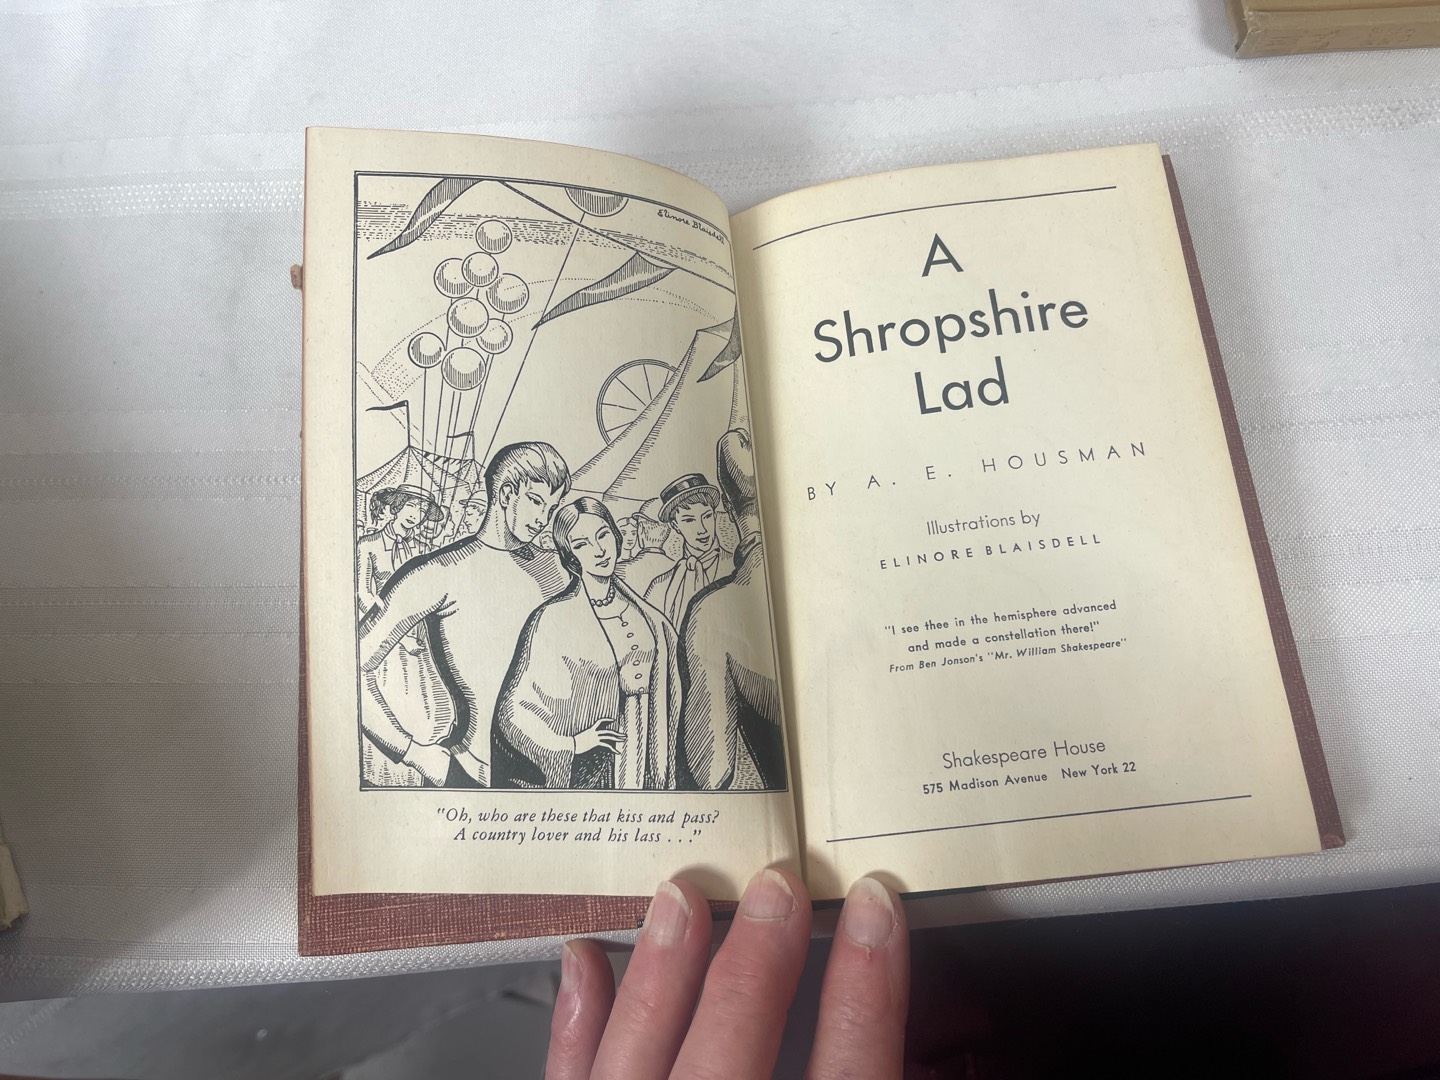 Elinore Blaisdell
"Oh, who are these that kiss and pass?
A country lover and his lass . . ."
A
Shropshire
Lad
BY A. E. HOUSMAN
Illustrations by
ELINORE BLAISDELL
"I see thee in the hemisphere advanced
and made a constellation there!"
From Ben Jonson's "Mr. William Shakespeare"
Shakespeare House
575 Madison Avenue New York 22